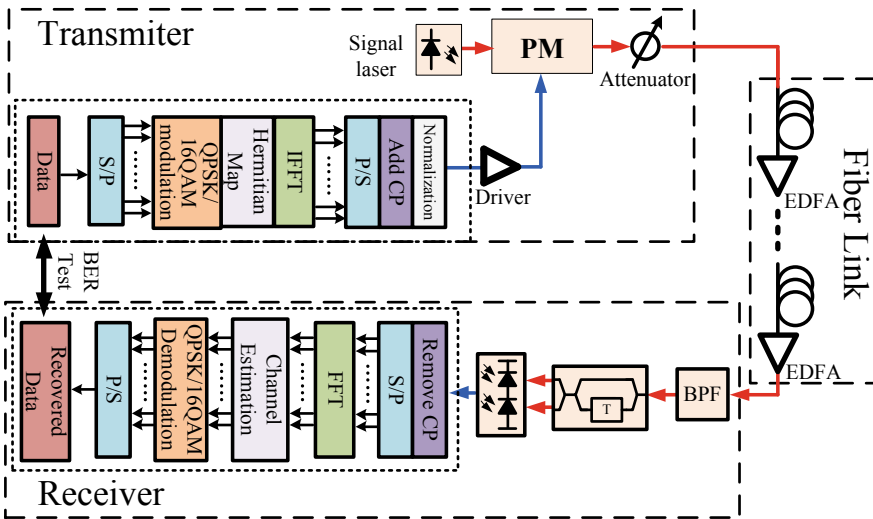 Transmiter
Signal
laser
PM
Attenuator
Data
S/P
QPSK/
16QAM
modulation
Hermitian
Map
IFFT
P/S
Add CP
Normalization
Driver
EDFA
Fiber Link
EDFA
BER
Test
Recovered
Data
P/S
QPSK/16QAM
Demodulation
Channel
Estimation
FFT
S/P
Remove CP
T
BPF
Receiver